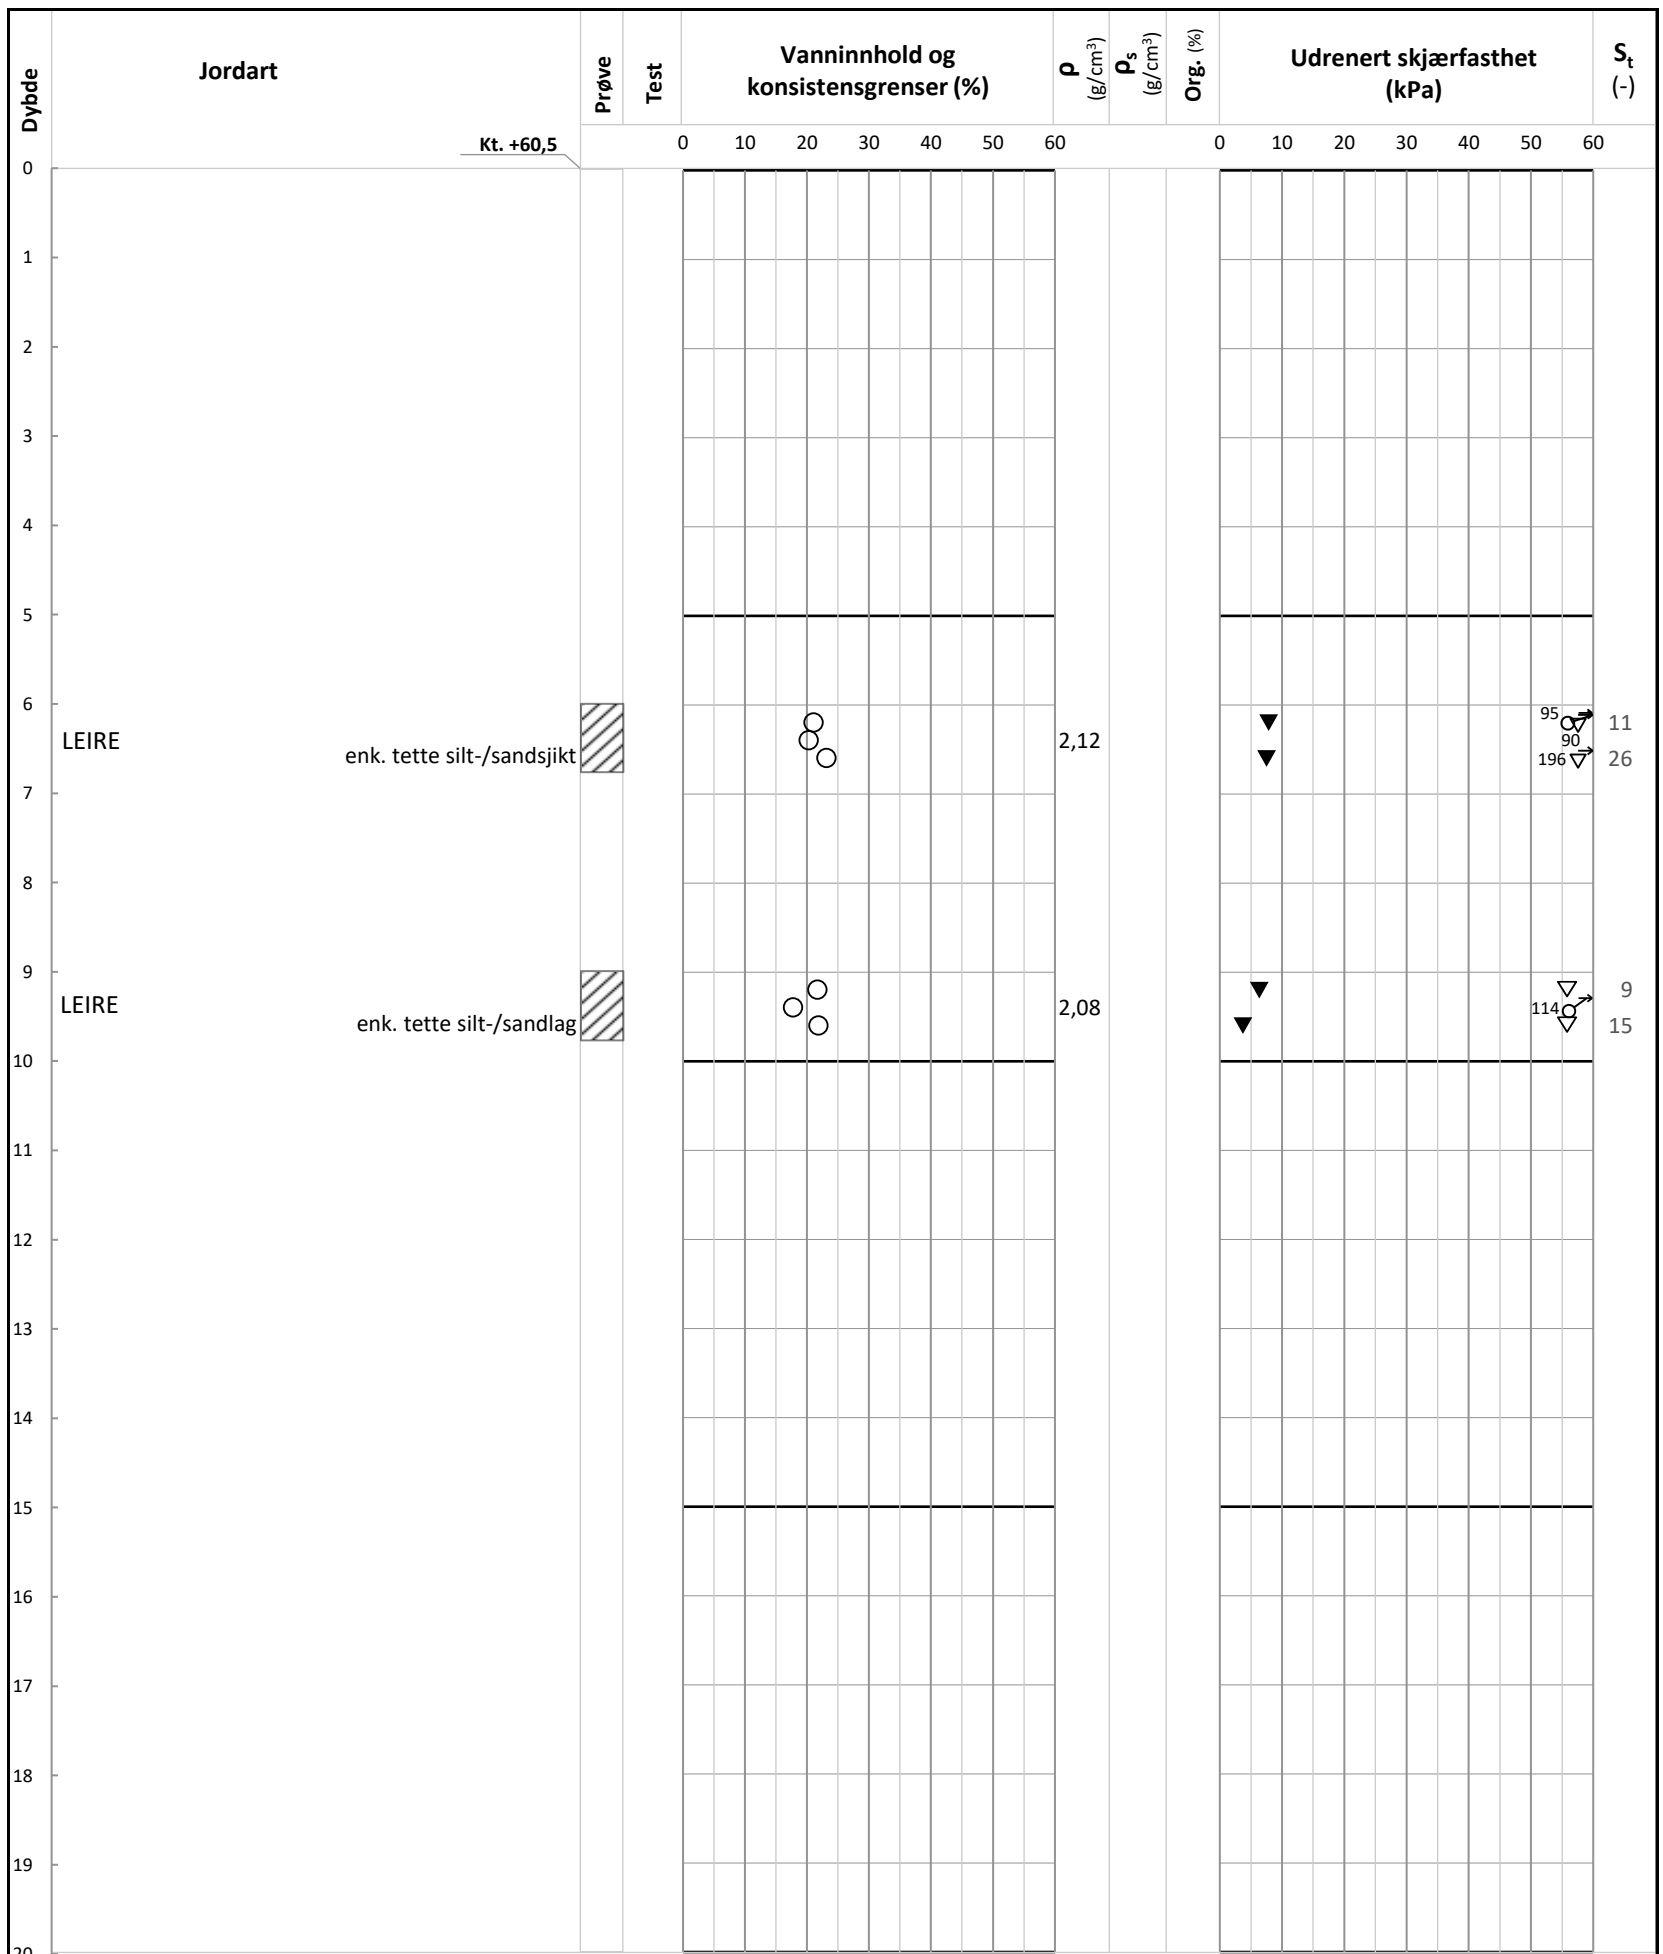 Dybde
Jordart
Prøve
Test
Vanninnhold og
konsistensgrenser (%)
ρ
(g/cm³)
ρs
(g/cm³)
Org. (%)
Udrenert skjærfasthet
(kPa)
St
(-)
Kt. +60,5
0 10 20 30 40 50 60
0 10 20 30 40 50 60
0
1
2
3
4
5
6
95 11
LEIRE 2,12 90
enk. tette silt-/sandsjikt 196 26
7
8
9
9
LEIRE 2,08 114
enk. tette silt-/sandlag 15
10
11
12
13
14
15
16
17
18
19
20